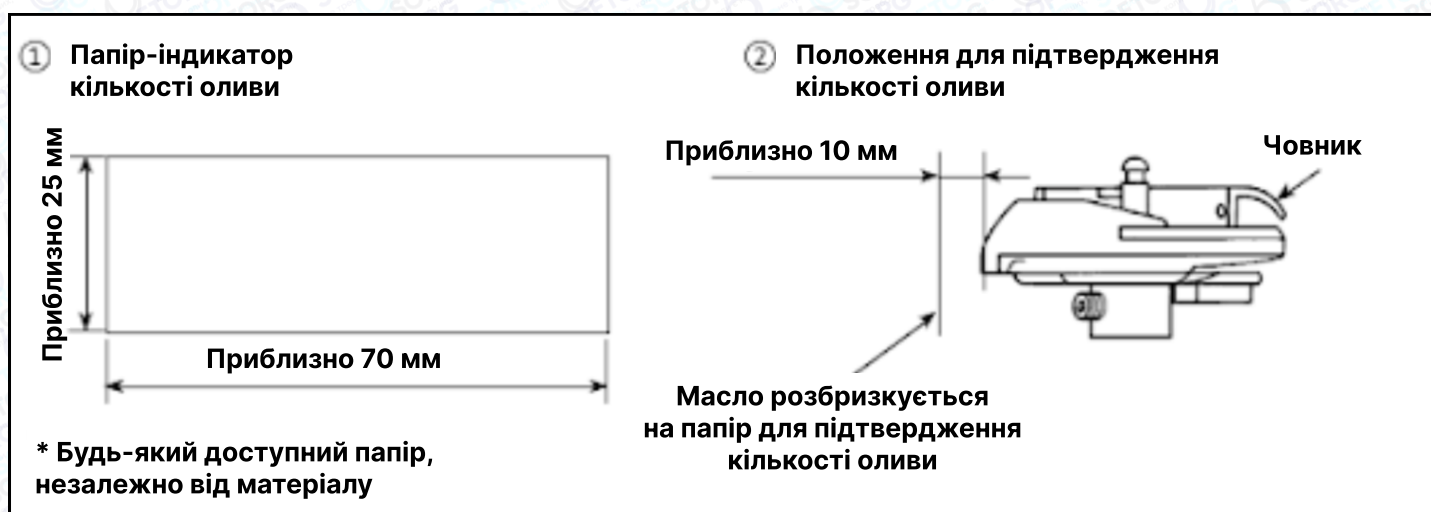 ① Папір-індикатор
кількості оливи
Приблизно 25 мм
Приблизно 70 мм
* Будь-який доступний папір,
незалежно від матеріалу
② Положення для підтвердження
кількості оливи
Приблизно 10 мм
Човник
Масло розбризкується
на папір для підтвердження
кількості оливи